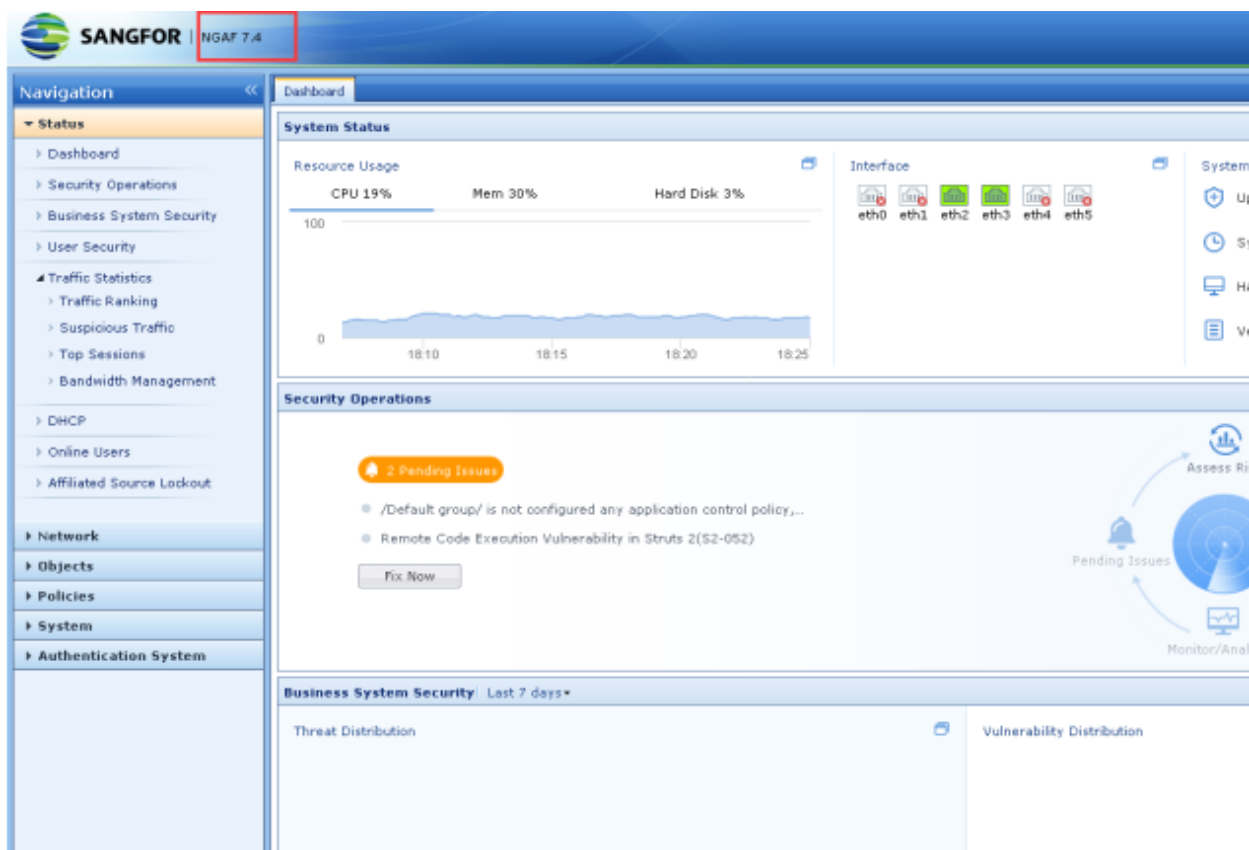 SANGFOR | NGAF 7.4
Navigation
Dashboard
Status
Dashboard
Security Operations
Business System Security
User Security
Traffic Statistics
Traffic Ranking
Suspicious Traffic
Top Sessions
Bandwidth Management
DHCP
Online Users
Affiliated Source Lockout
Network
Objects
Policies
System
Authentication System
System Status
Resource Usage
CPU 19% Mem 30% Hard Disk 3%
100
0
18:10 18:15 18:20 18:25
Interface
eth0 eth1 eth2 eth3 eth4 eth5
System
Security Operations
2 Pending Issues
/Default group/ is not configured any application control policy,...
Remote Code Execution Vulnerability in Struts 2(S2-052)
Fix Now
Assess Ri
Pending Issues
Monitor/Anal
Business System Security Last 7 days
Threat Distribution
Vulnerability Distribution